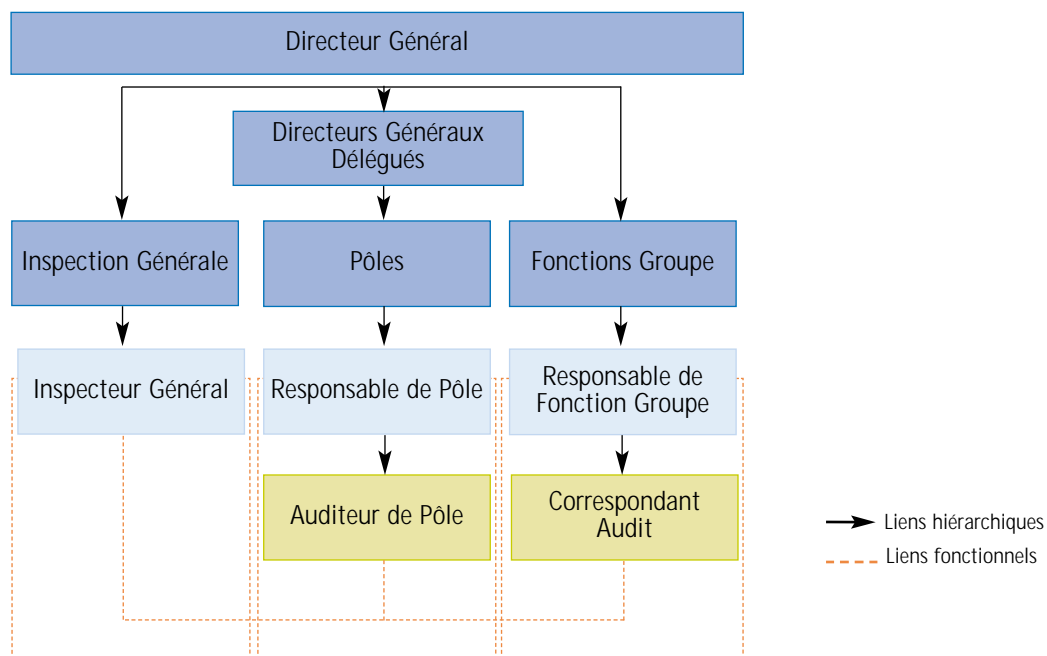 Directeur Général
Directeurs Généraux
Délégués
Inspection Générale
Pôles
Fonctions Groupe
Inspecteur Général
Responsable de Pôle
Responsable de
Fonction Groupe
Auditeur de Pôle
Correspondant
Audit
Liens hiérarchiques
Liens fonctionnels